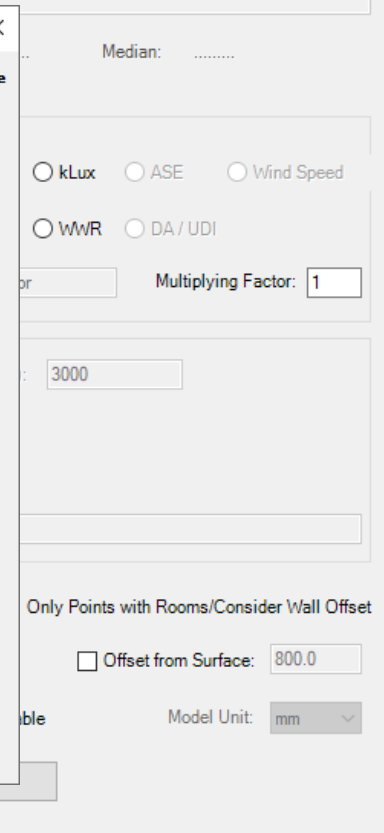 Median: .........
kLux ASE Wind Speed
WWR DA / UDI
Multiplying Factor: 1
3000
Only Points with Rooms/Consider Wall Offset
Offset from Surface: 800.0
Model Unit: mm